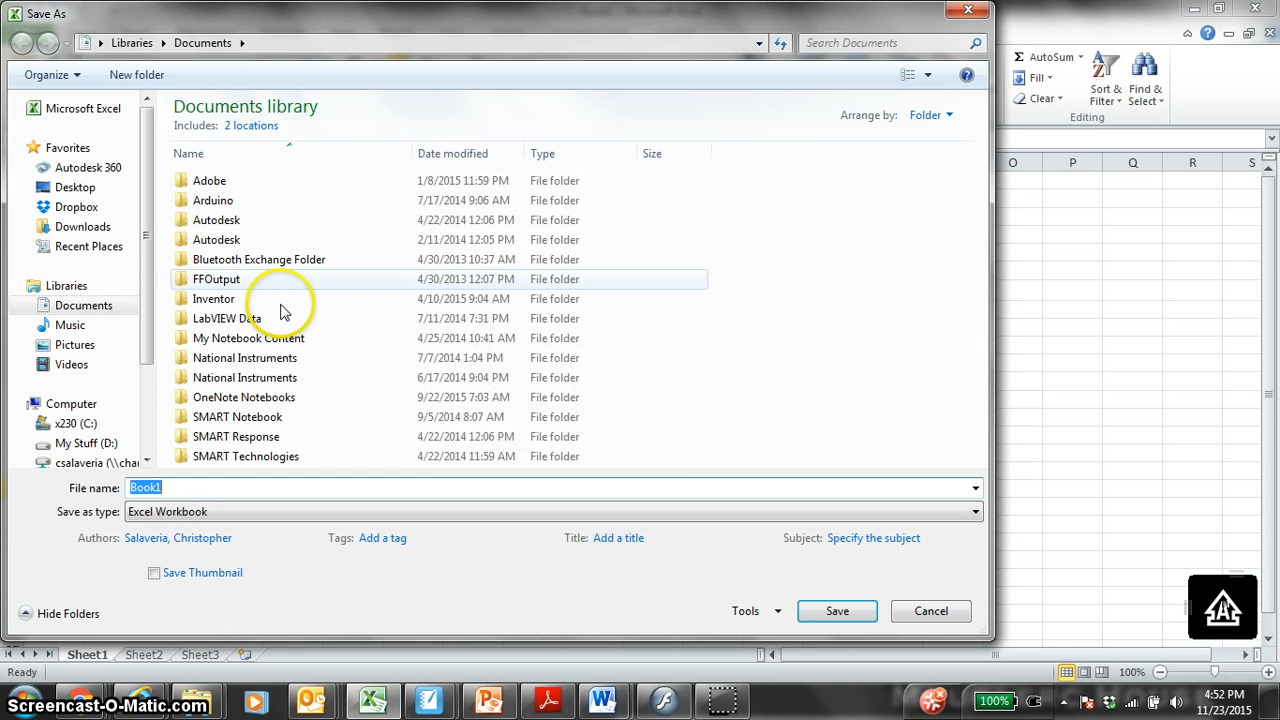 Save As
Libraries Documents
Search Documents
Organize New folder
AutoSum
Fill
Clear
Sort & Filter
Find & Select
Editing
Microsoft Excel
Favorites
Autodesk 360
Desktop
Dropbox
Downloads
Recent Places
Libraries
Documents
Music
Pictures
Videos
Computer
x230 (C:)
My Stuff (D:)
csalaveria (\\char
Documents library
Includes: 2 locations
Arrange by: Folder
Name Date modified Type Size
Adobe 1/8/2015 11:59 PM File folder
Arduino 7/17/2014 9:06 AM File folder
Autodesk 4/22/2014 12:06 PM File folder
Autodesk 2/11/2014 12:05 PM File folder
Bluetooth Exchange Folder 4/30/2013 10:37 AM File folder
FFOutput 4/30/2013 12:07 PM File folder
Inventor 4/10/2015 9:04 AM File folder
LabVIEW Data 7/11/2014 7:31 PM File folder
My Notebook Content 4/25/2014 10:41 AM File folder
National Instruments 7/7/2014 1:04 PM File folder
National Instruments 6/17/2014 9:04 PM File folder
OneNote Notebooks 9/22/2015 7:03 AM File folder
SMART Notebook 9/5/2014 8:07 AM File folder
SMART Response 4/22/2014 12:06 PM File folder
SMART Technologies 4/22/2014 11:59 AM File folder
O P Q R S
File name: Book1
Save as type: Excel Workbook
Authors: Salaveria, Christopher Tags: Add a tag Title: Add a title Subject: Specify the subject
Save Thumbnail
Hide Folders Tools Save Cancel
Sheet1 Sheet2 Sheet3
Ready 100%
100%
4:52 PM
11/23/2015
Screencast-O-Matic.com